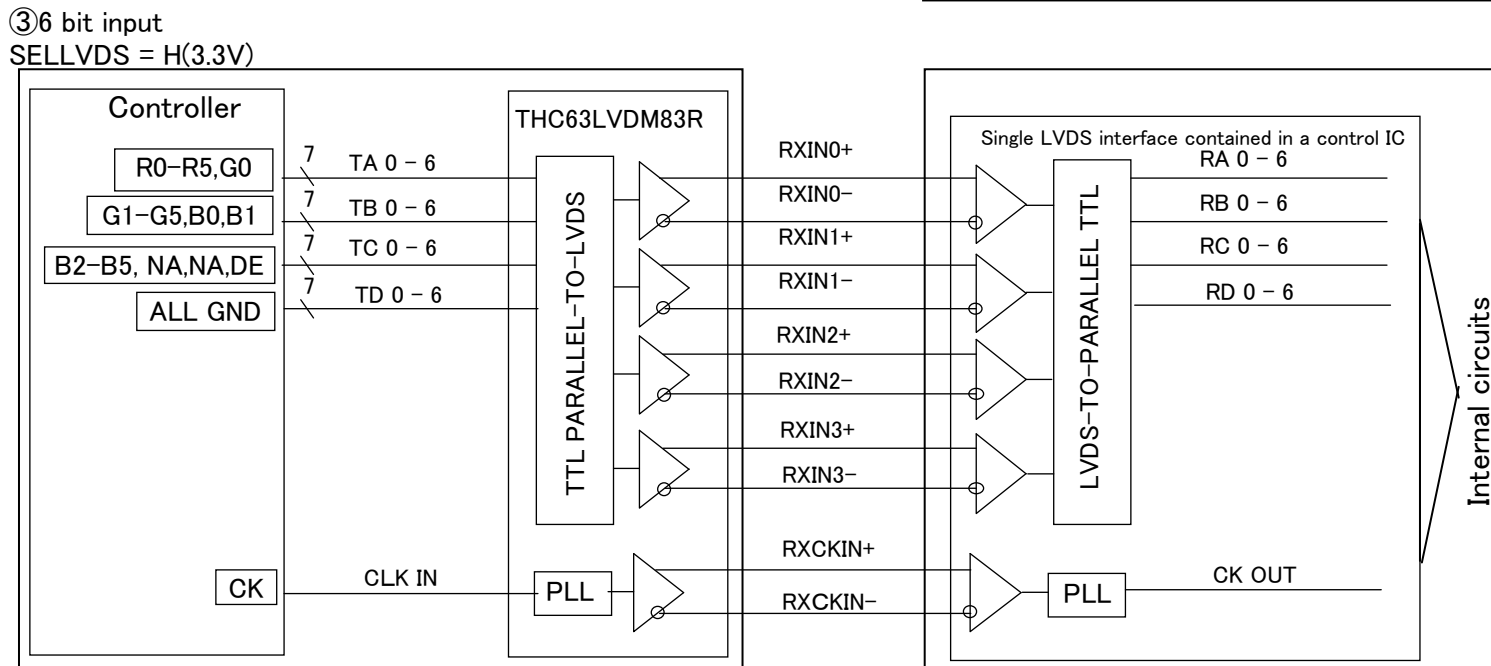 ③6 bit input
SELLVDS = H(3.3V)
Controller
THC63LVDM83R
Single LVDS interface contained in a control IC
R0-R5,G0
7
TA 0 - 6
RXIN0+
RA 0 - 6
G1-G5,B0,B1
7
TB 0 - 6
RXIN0-
RB 0 - 6
B2-B5, NA,NA,DE
7
TC 0 - 6
RXIN1+
RC 0 - 6
ALL GND
7
TD 0 - 6
RXIN1-
RD 0 - 6
TTL PARALLEL-TO-LVDS
RXIN2+
RXIN2-
RXIN3+
RXIN3-
LVDS-TO-PARALLEL TTL
Internal circuits
CK
CLK IN
PLL
RXCKIN+
RXCKIN-
PLL
CK OUT